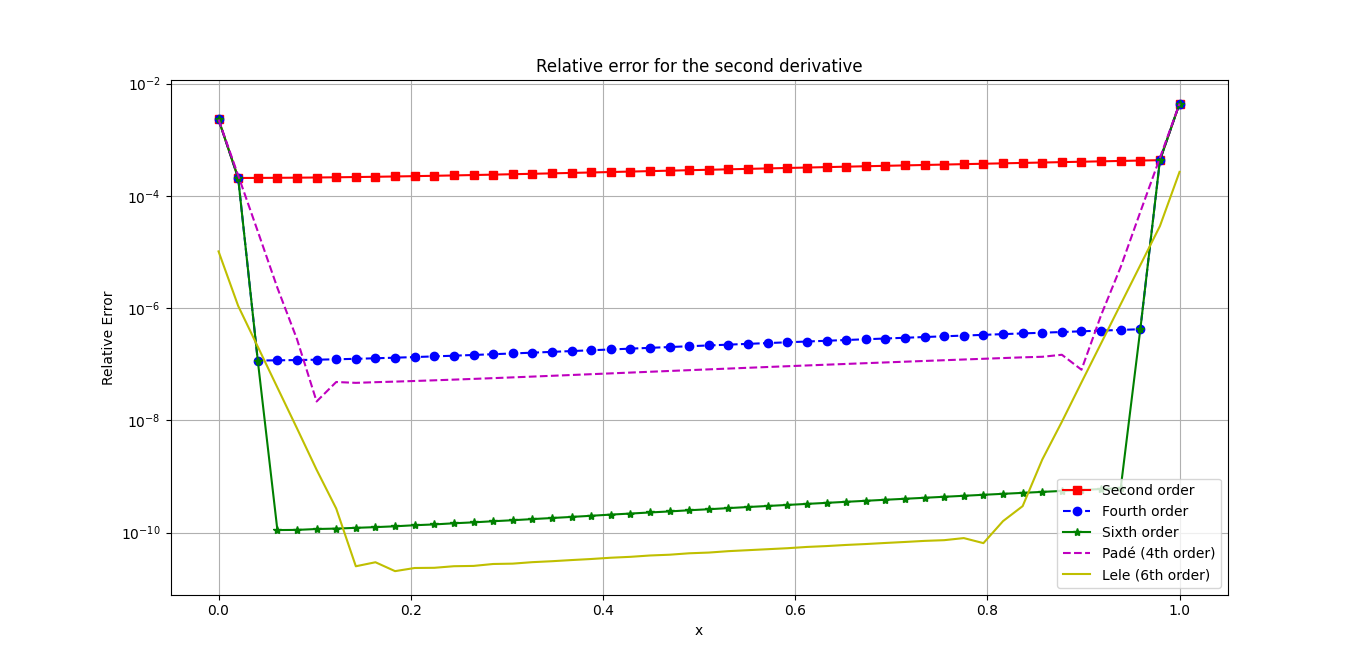 Relative error for the second derivative
10⁻²
10⁻⁴
10⁻⁶
10⁻⁸
10⁻¹⁰
Relative Error
0.0 0.2 0.4 0.6 0.8 1.0
x
Second order
Fourth order
Sixth order
Padé (4th order)
Lele (6th order)